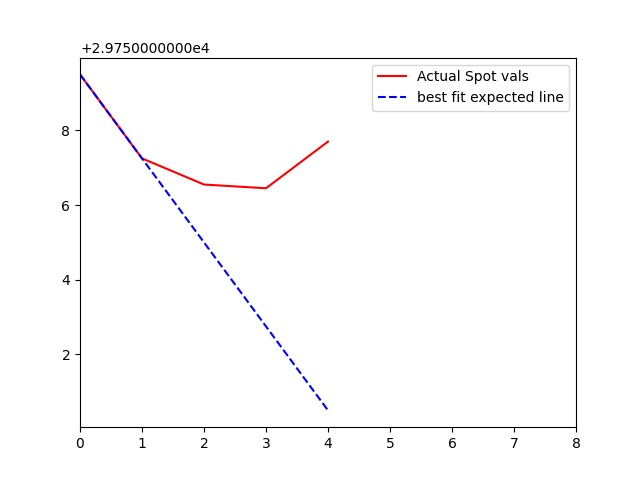 +2.9750000000e4
Actual Spot vals
best fit expected line
8
6
4
2
0 1 2 3 4 5 6 7 8